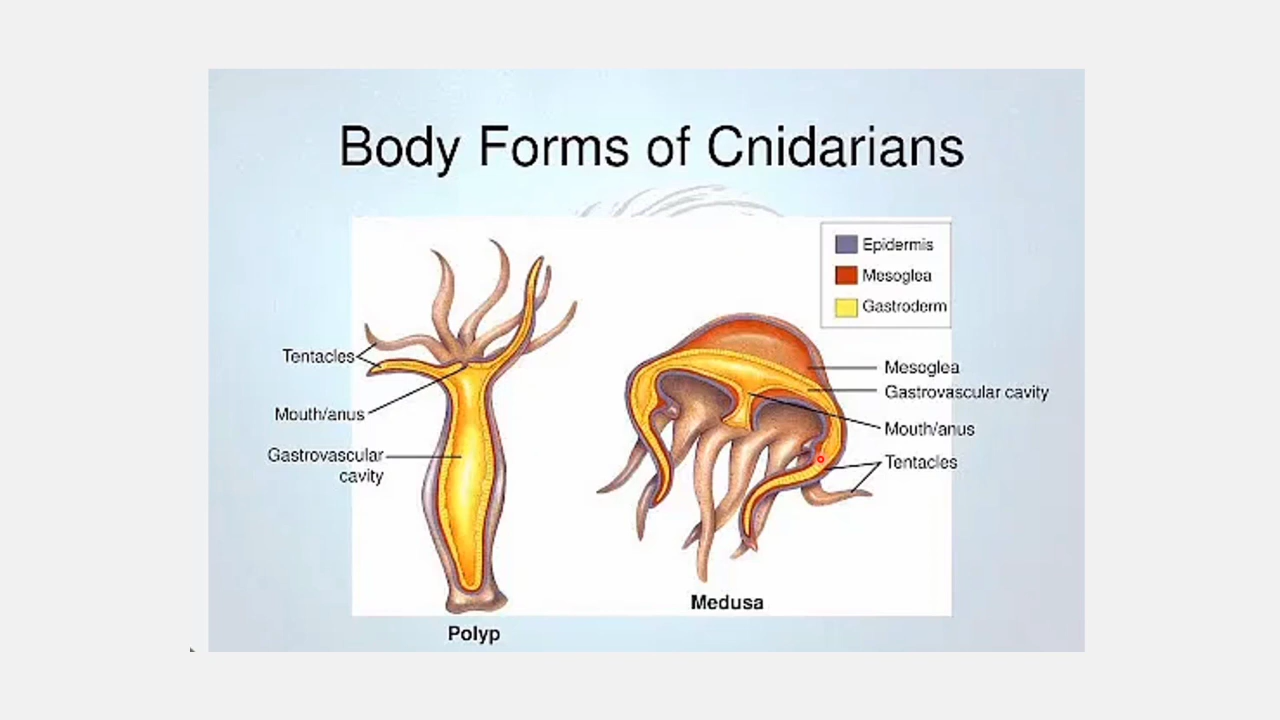 Body Forms of Cnidarians
Epidermis
Mesoglea
Gastroderm
Tentacles
Mouth/anus
Gastrovascular
cavity
Polyp
Mesoglea
Gastrovascular cavity
Mouth/anus
Tentacles
Medusa